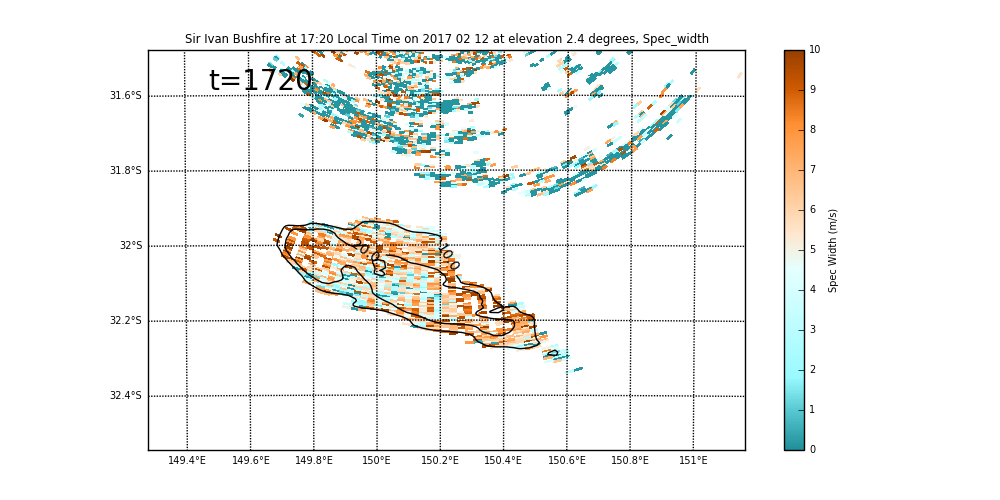 Sir Ivan Bushfire at 17:20 Local Time on 2017 02 12 at elevation 2.4 degrees, Spec_width
t=1720
31.6°S
31.8°S
32°S
32.2°S
32.4°S
149.4°E 149.6°E 149.8°E 150°E 150.2°E 150.4°E 150.6°E 150.8°E 151°E
10
9
8
7
6
5
4
3
2
1
0
Spec Width (m/s)